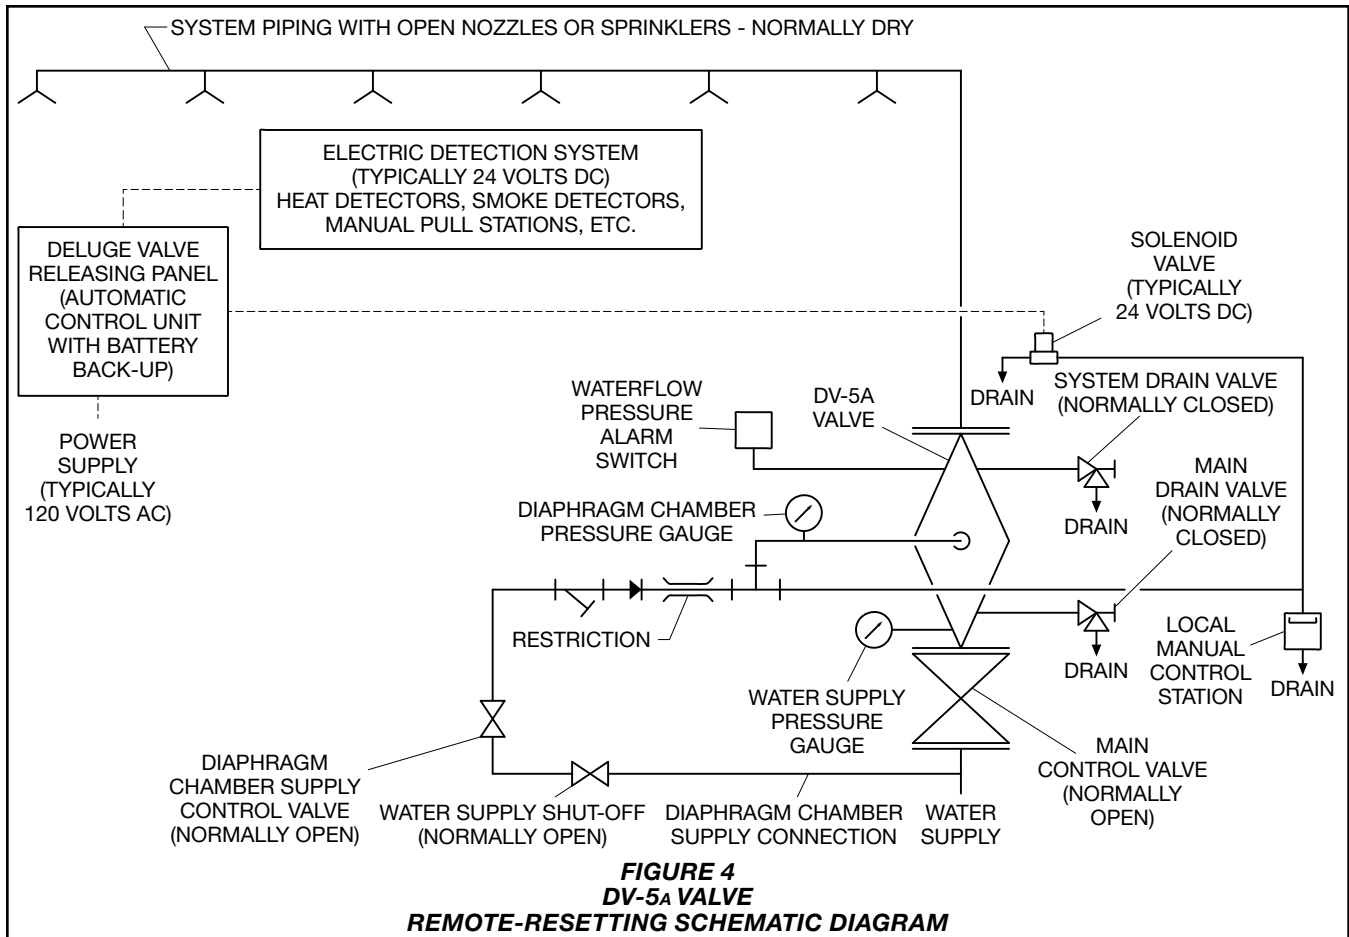 SYSTEM PIPING WITH OPEN NOZZLES OR SPRINKLERS - NORMALLY DRY
ELECTRIC DETECTION SYSTEM
(TYPICALLY 24 VOLTS DC)
HEAT DETECTORS, SMOKE DETECTORS,
MANUAL PULL STATIONS, ETC.
DELUGE VALVE
RELEASING PANEL
(AUTOMATIC
CONTROL UNIT
WITH BATTERY
BACK-UP)
POWER
SUPPLY
(TYPICALLY
120 VOLTS AC)
SOLENOID
VALVE
(TYPICALLY
24 VOLTS DC)
DRAIN
SYSTEM DRAIN VALVE
(NORMALLY CLOSED)
WATERFLOW
PRESSURE
ALARM
SWITCH
DV-5A
VALVE
DRAIN
MAIN
DRAIN VALVE
(NORMALLY
CLOSED)
DIAPHRAGM CHAMBER
PRESSURE GAUGE
RESTRICTION
DRAIN
LOCAL
MANUAL
CONTROL
STATION
DRAIN
WATER SUPPLY
PRESSURE
GAUGE
MAIN
CONTROL VALVE
(NORMALLY
OPEN)
DIAPHRAGM
CHAMBER SUPPLY
CONTROL VALVE
(NORMALLY OPEN)
WATER SUPPLY SHUT-OFF
(NORMALLY OPEN)
DIAPHRAGM CHAMBER
SUPPLY CONNECTION
WATER
SUPPLY
FIGURE 4
DV-5A VALVE
REMOTE-RESETTING SCHEMATIC DIAGRAM